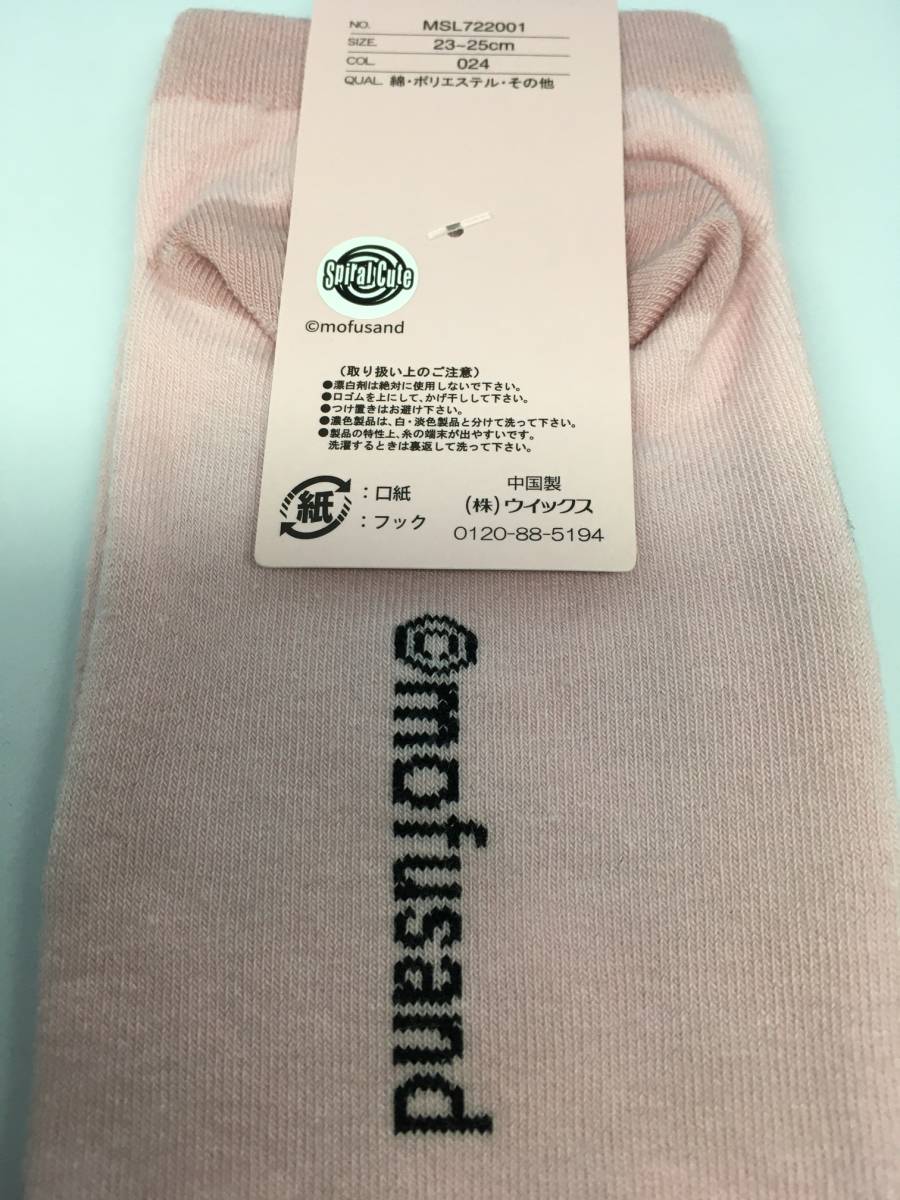 NO. MSL722001
SIZE. 23~25cm
COL. 024
QUAL. 綿・ポリエステル・その他
Spiral Cute
©mofusand
（取り扱い上のご注意）
●漂白剤は絶対に使用しないで下さい。
●口ゴムを上にして、かげ干しして下さい。
●つけ置きはお避け下さい。
●濃色製品は、白・淡色製品と分けて洗って下さい。
●製品の特性上、糸の端末が出やすいです。
洗濯するときは裏返して洗って下さい。
紙
：口紙
：フック
中国製
（株）ウイックス
0120-88-5194
©mofusand